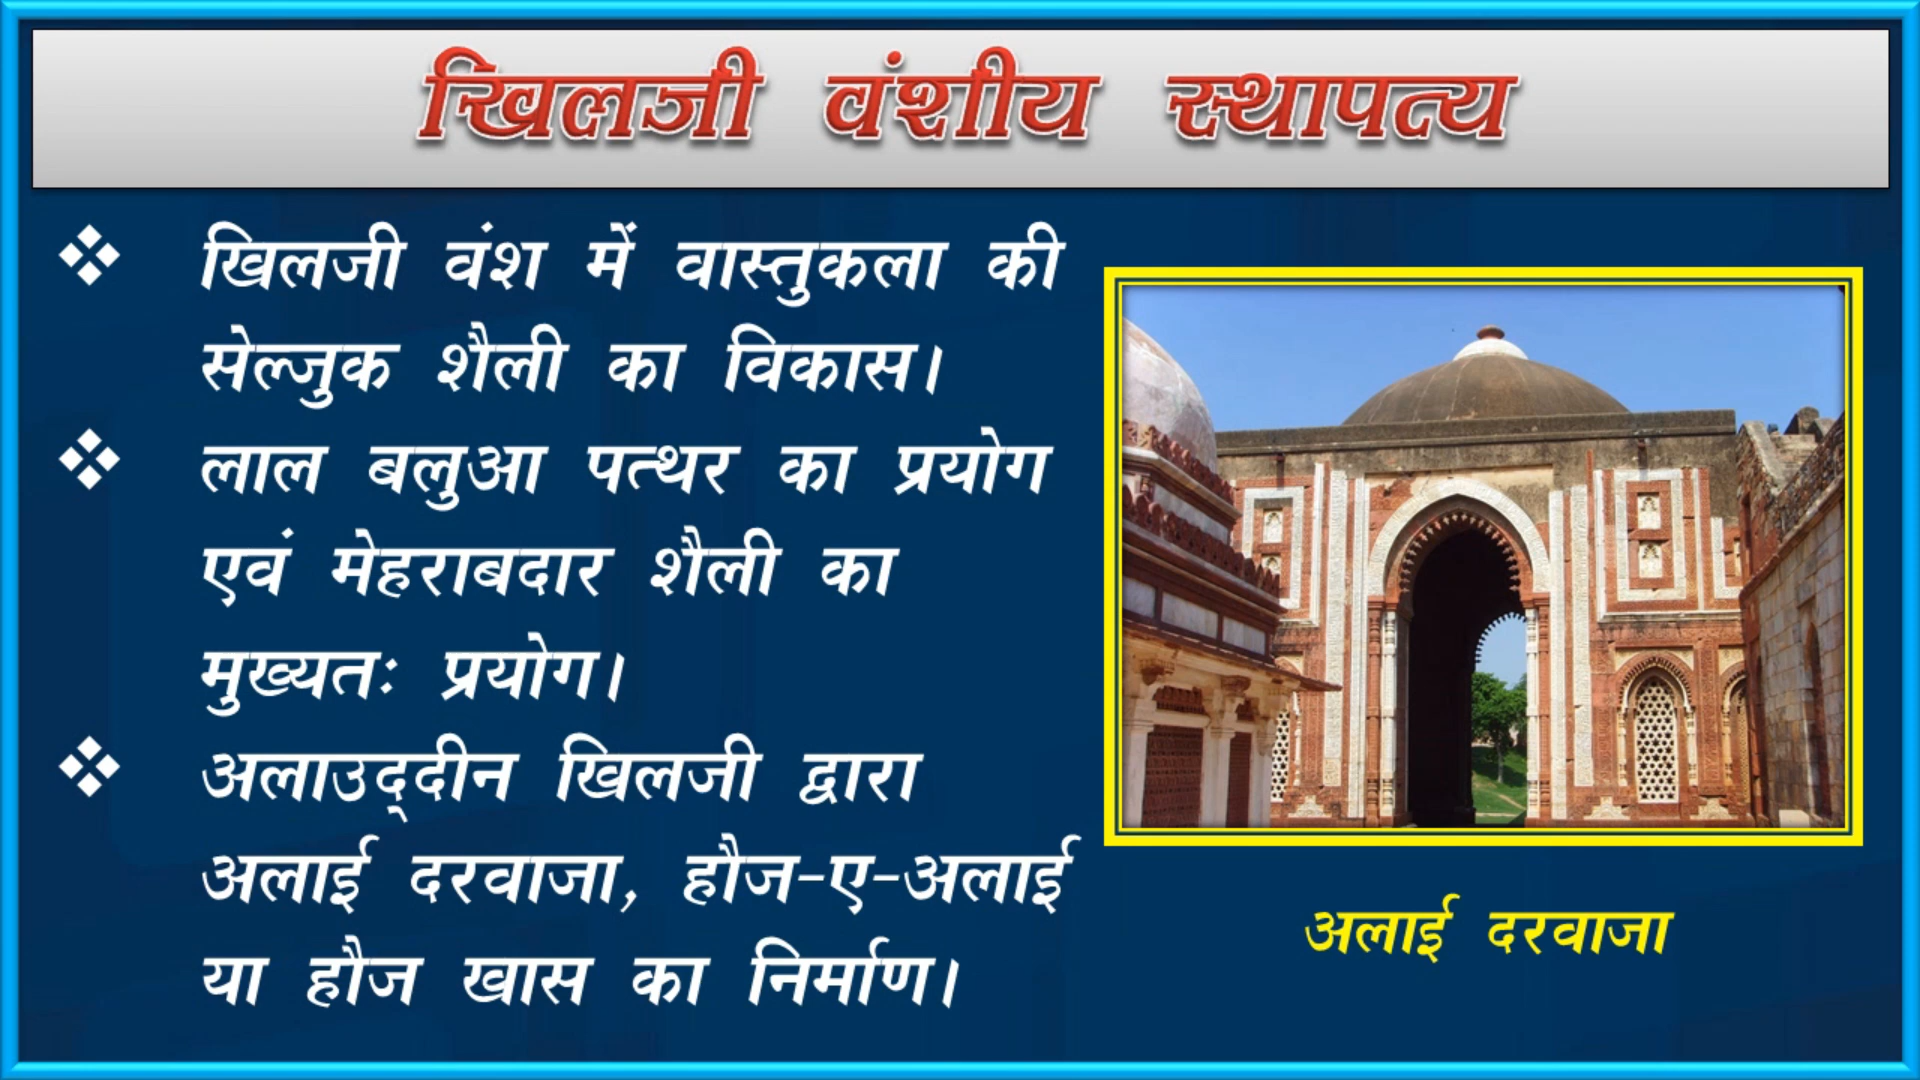 खिलजी वंशीय स्थापत्य
खिलजी वंश में वास्तुकला की
सेल्जुक शैली का विकास।
लाल बलुआ पत्थर का प्रयोग
एवं मेहराबदार शैली का
मुख्यतः प्रयोग।
अलाउद्दीन खिलजी द्वारा
अलाई दरवाजा, हौज-ए-अलाई
या हौज खास का निर्माण।
अलाई दरवाजा